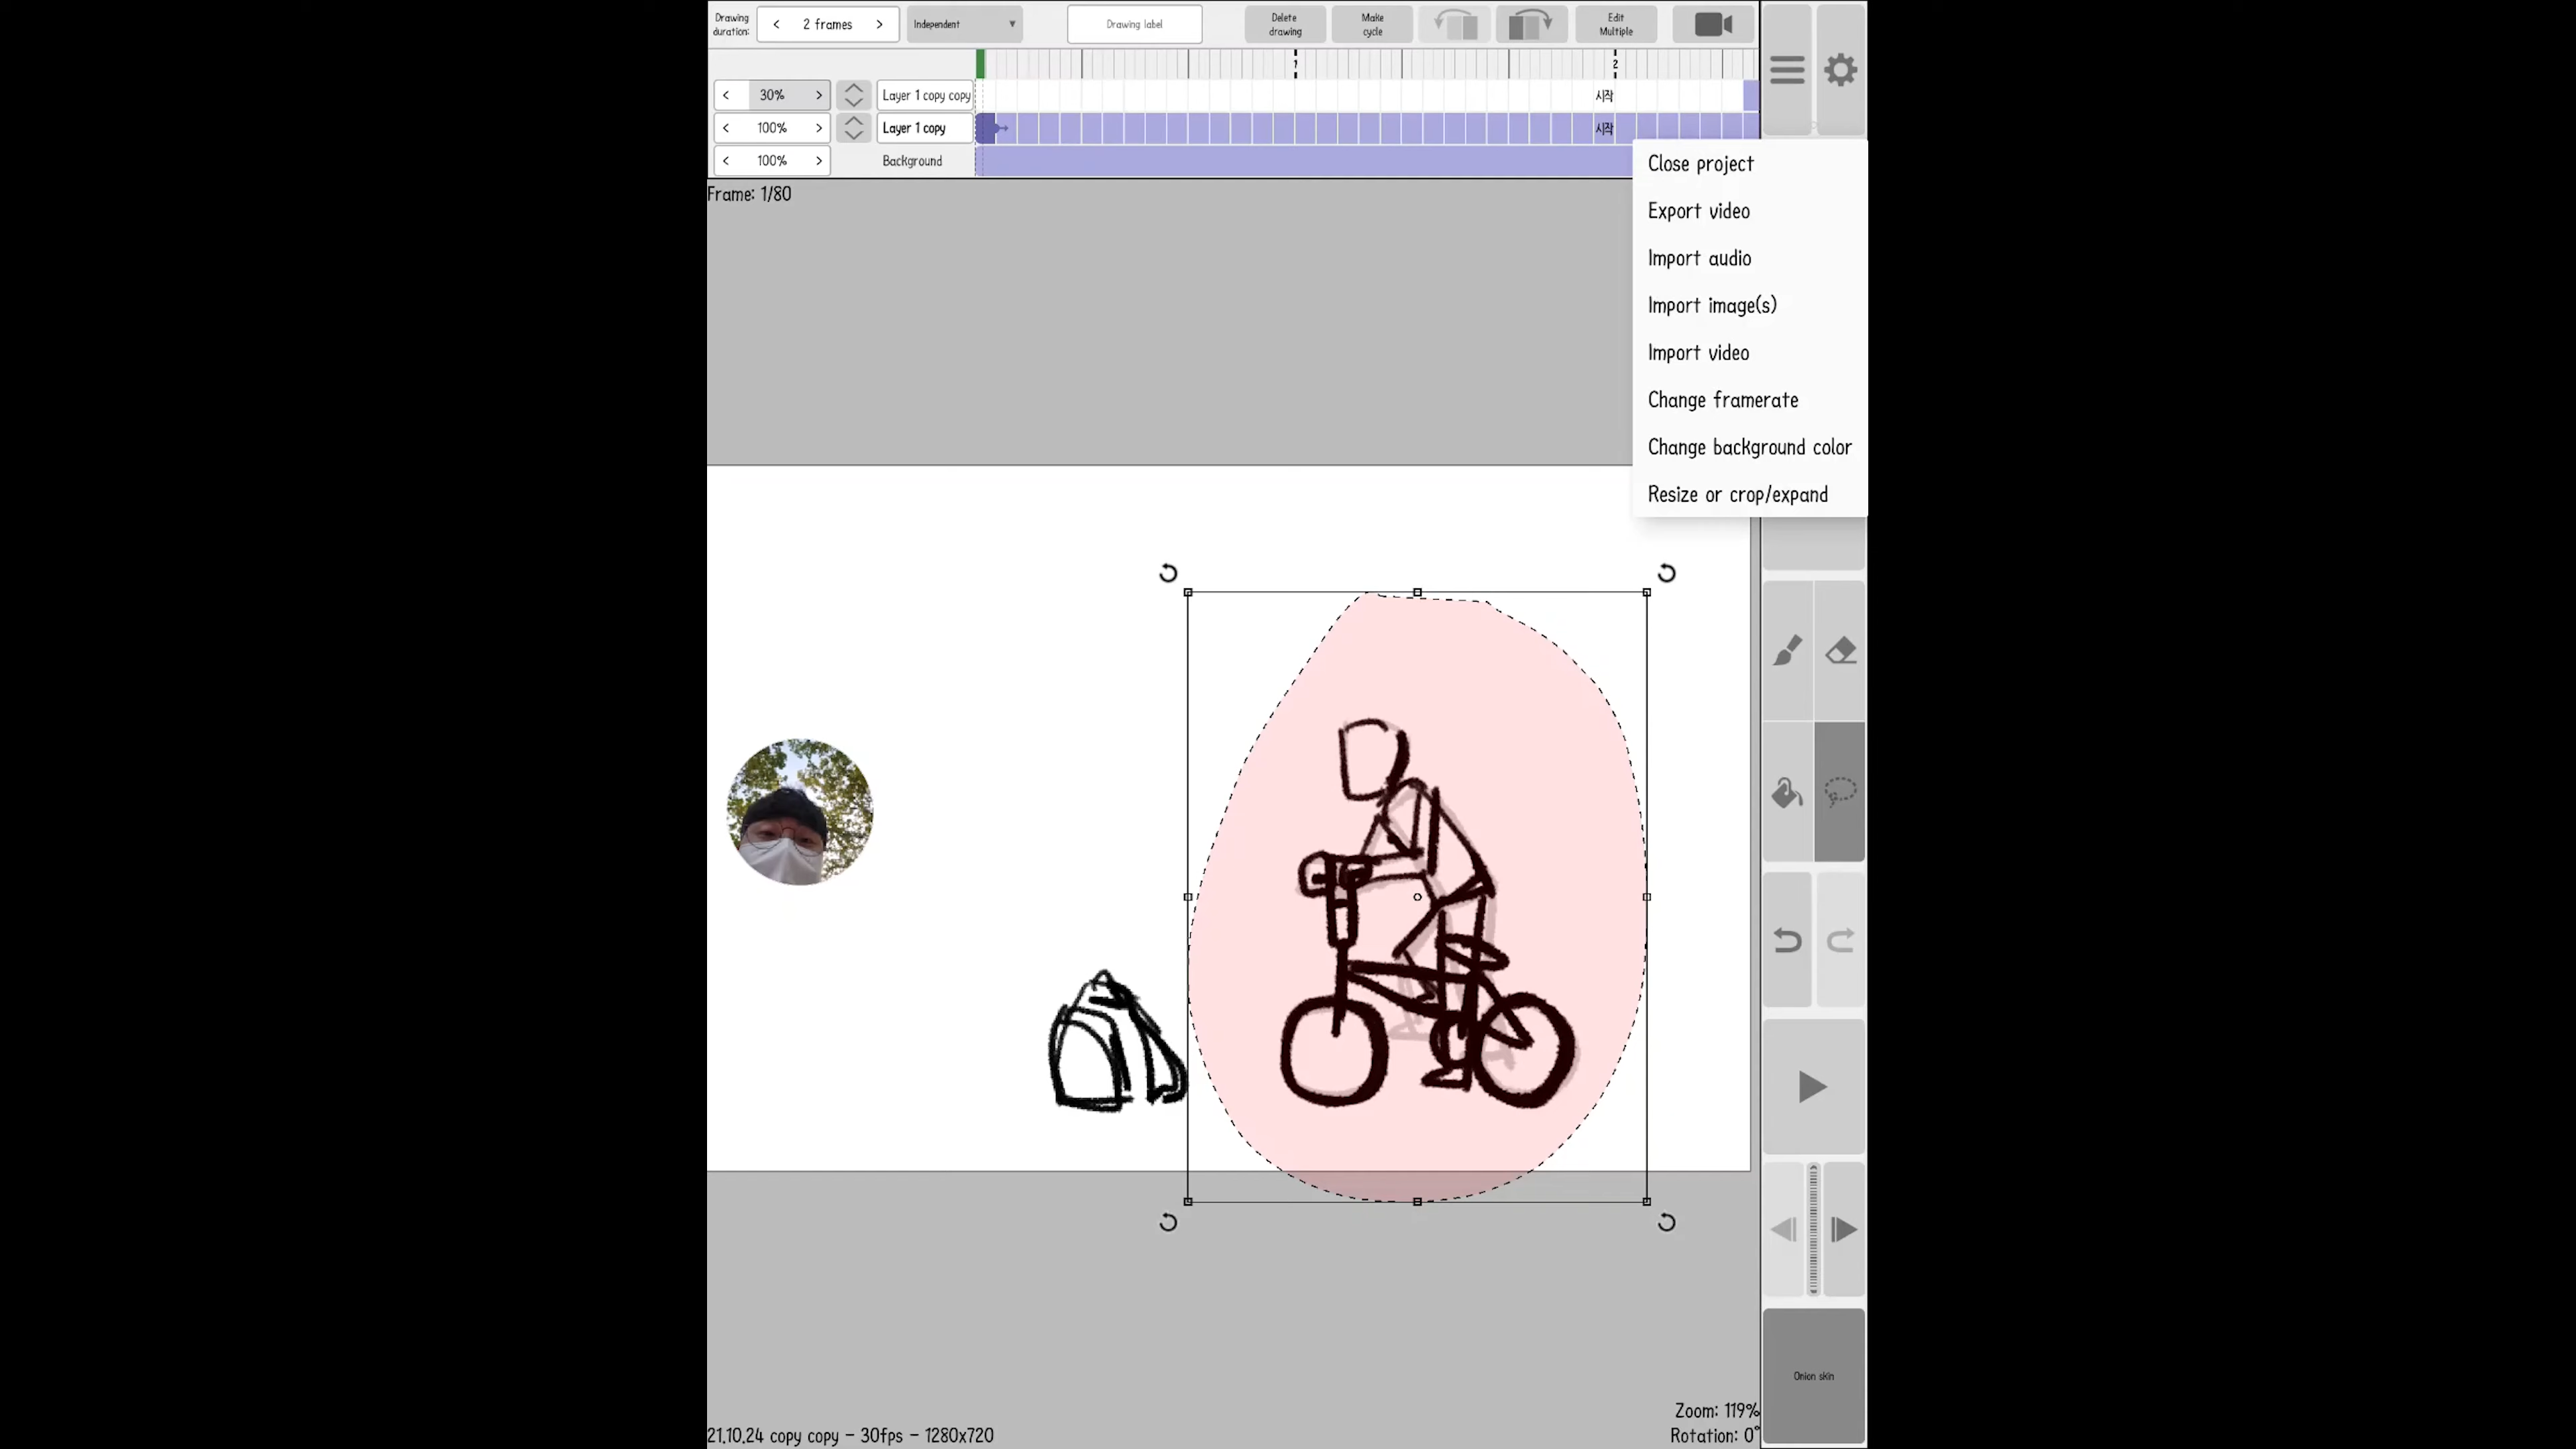 Drawing
duration:
< 2 frames >
Independent
Drawing label
Delete
drawing
Make
cycle
Edit
Multiple
1
2
< 30% >
Layer 1 copy copy
시작
< 100% >
Layer 1 copy
시작
< 100% >
Background
Frame: 1/80
Close project
Export video
Import audio
Import image(s)
Import video
Change framerate
Change background color
Resize or crop/expand
Onion skin
Zoom: 119%
Rotation: 0°
21.10.24 copy copy - 30fps - 1280x720